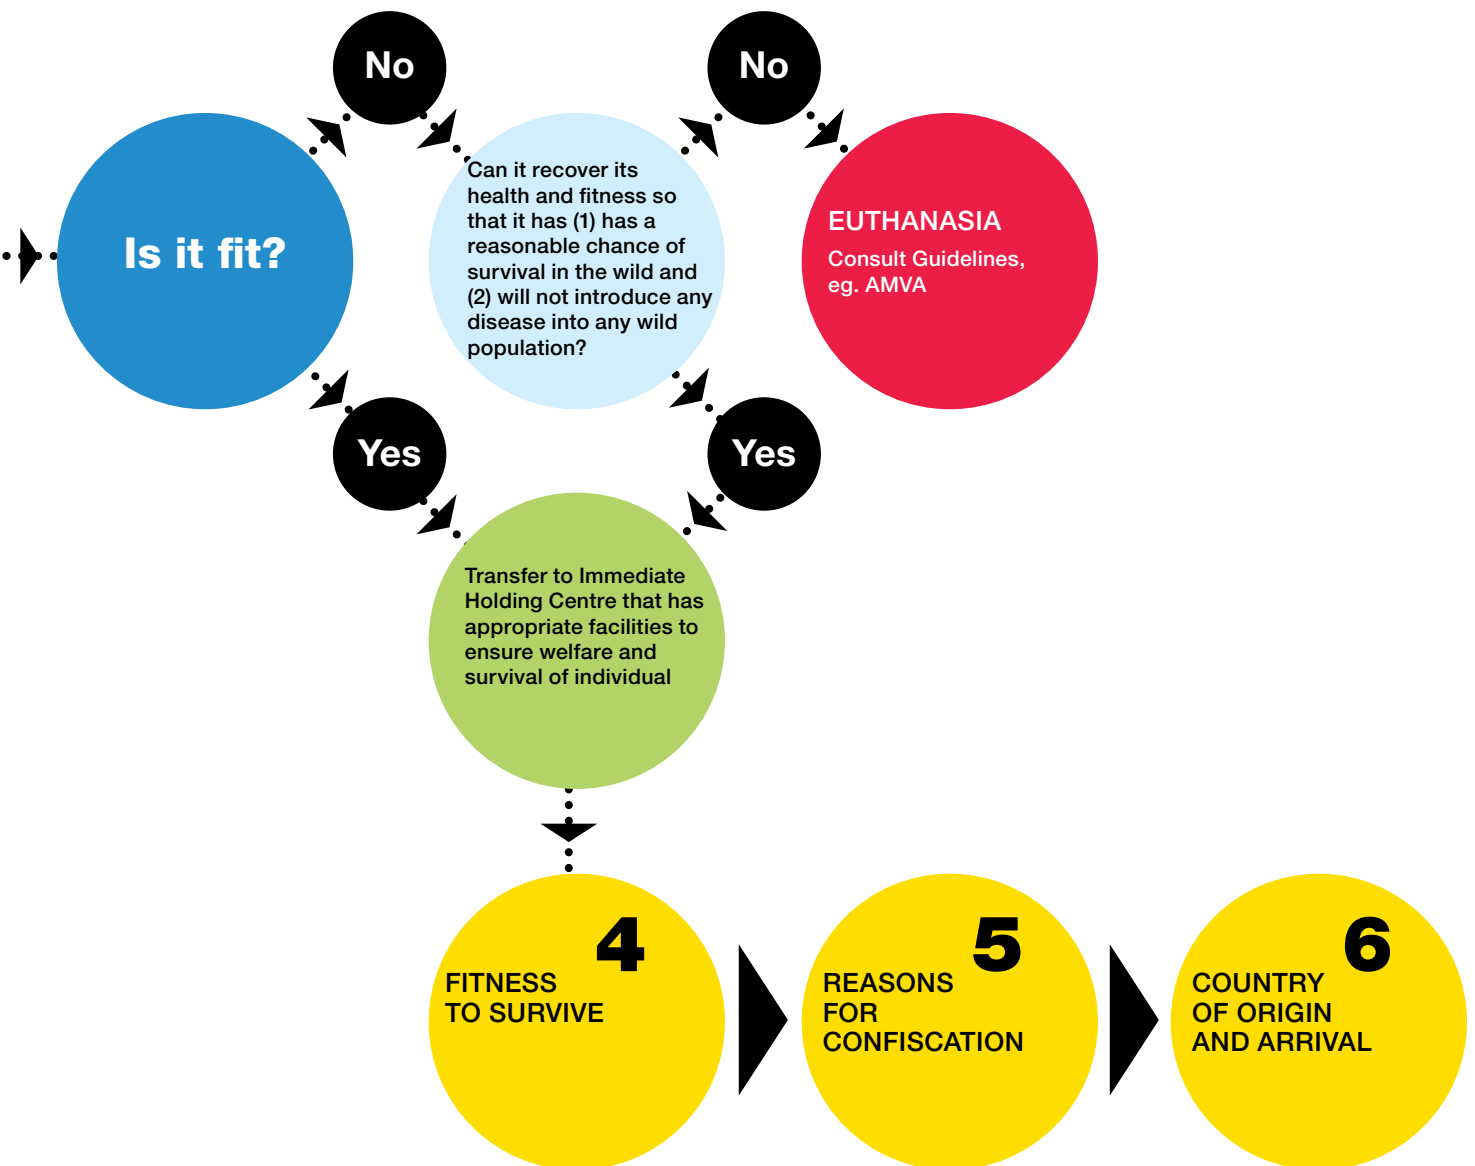 No
No
Is it fit?
Can it recover its
health and fitness so
that it has (1) has a
reasonable chance of
survival in the wild and
(2) will not introduce any
disease into any wild
population?
EUTHANASIA
Consult Guidelines,
eg. AMVA
Yes
Yes
Transfer to Immediate
Holding Centre that has
appropriate facilities to
ensure welfare and
survival of individual
4
FITNESS
TO SURVIVE
5
REASONS
FOR
CONFISCATION
6
COUNTRY
OF ORIGIN
AND ARRIVAL